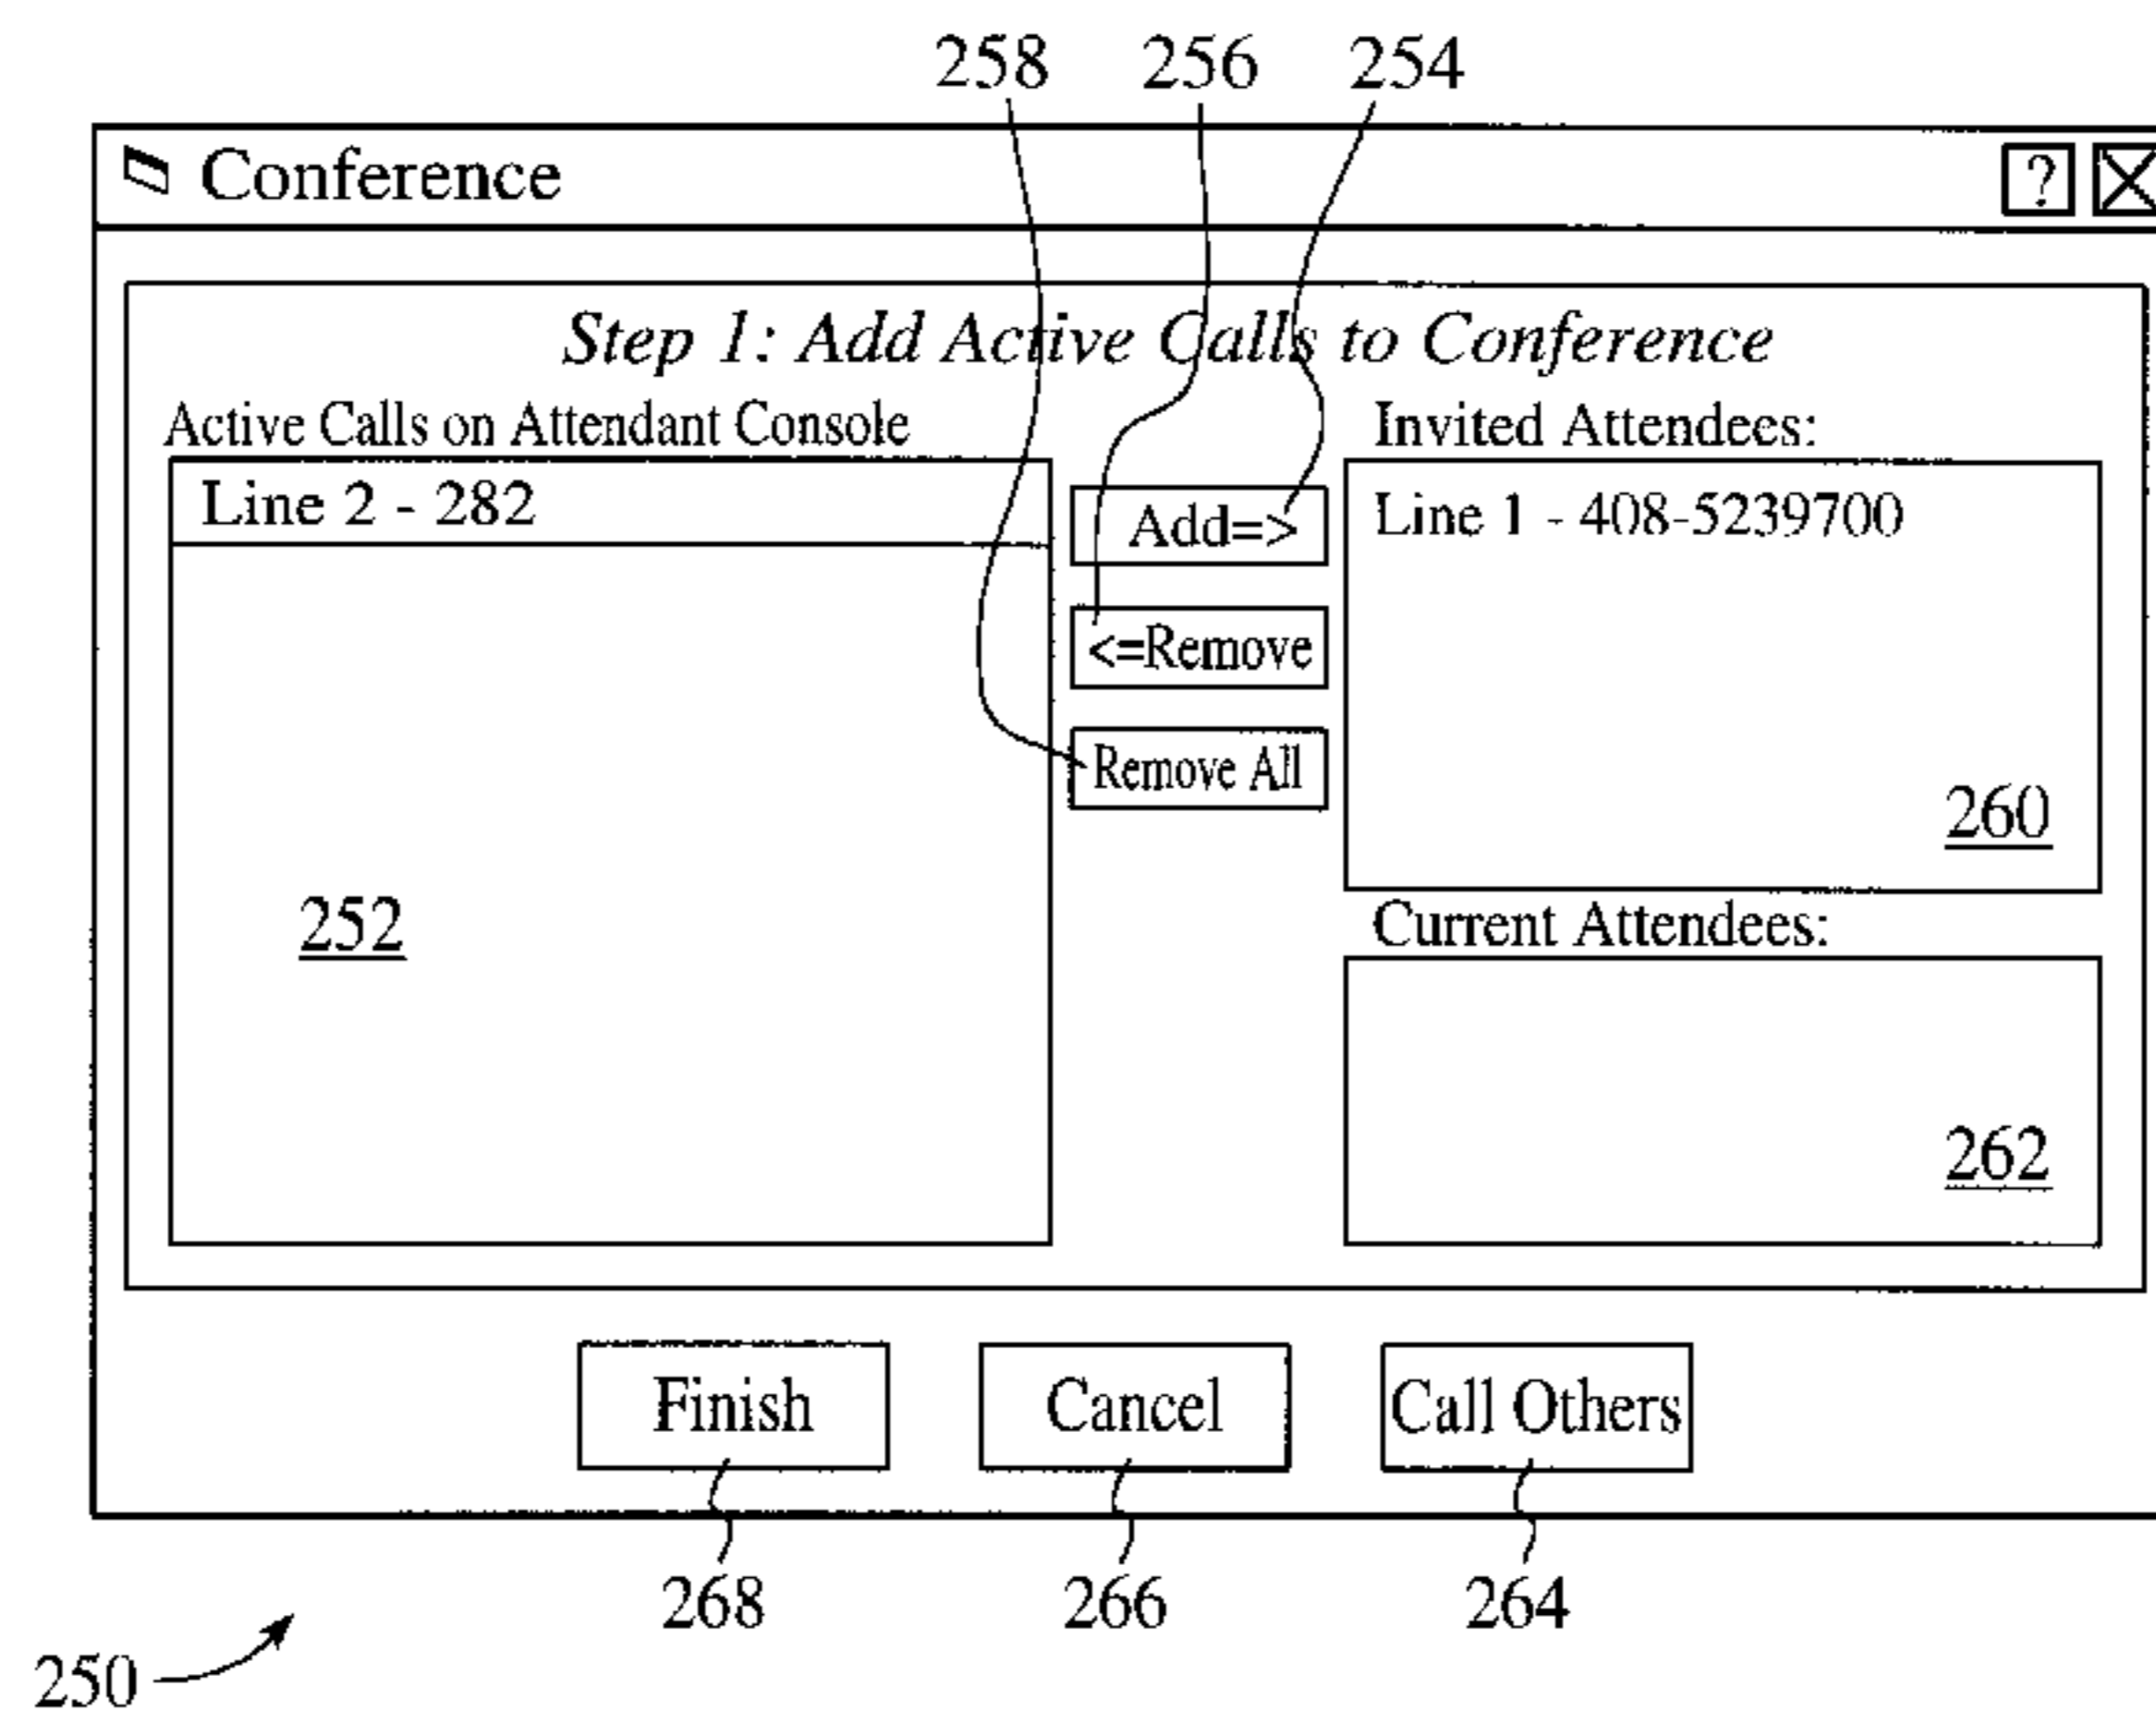 258 256 254
Conference ?
Step 1: Add Active Calls to Conference
Active Calls on Attendant Console
Line 2 - 282
252
Add=>
<=Remove
Remove All
Invited Attendees:
Line 1 - 408-5239700
260
Current Attendees:
262
Finish Cancel Call Others
268 266 264
250